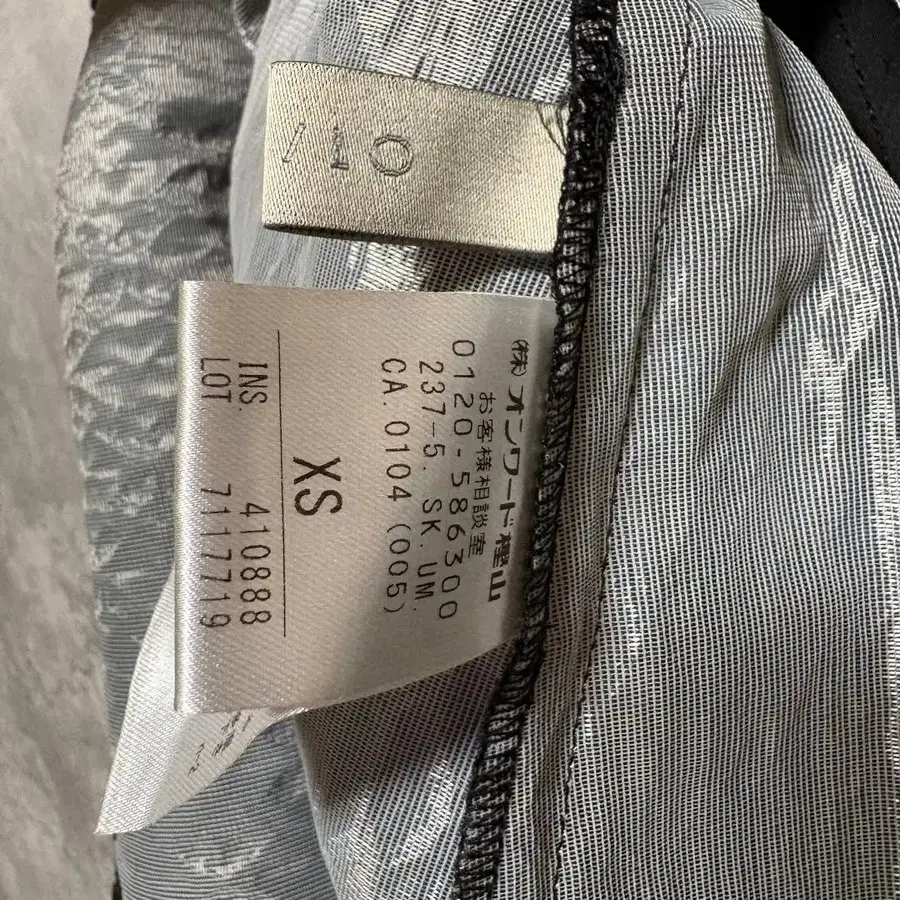 ㈱オンワード樫山
お客様相談室
0120-586300
237-5. SK. UM.
CA.0104 (005)
XS
INS. 410888
LOT. 7117719